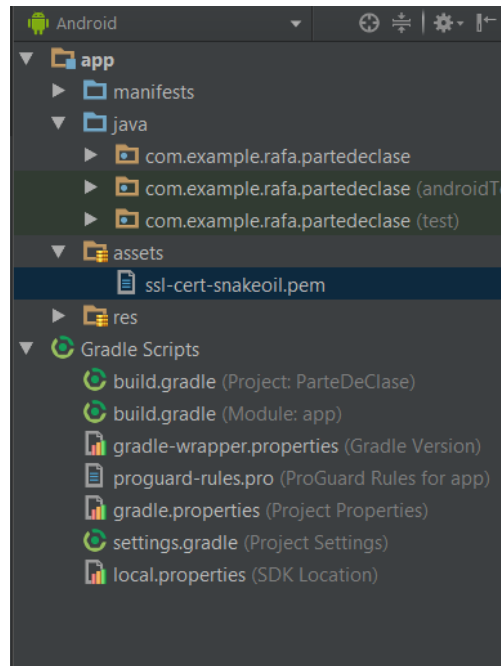 Android
app
manifests
java
com.example.rafa.partedeclase
com.example.rafa.partedeclase (androidTe
com.example.rafa.partedeclase (test)
assets
ssl-cert-snakeoil.pem
res
Gradle Scripts
build.gradle (Project: ParteDeClase)
build.gradle (Module: app)
gradle-wrapper.properties (Gradle Version)
proguard-rules.pro (ProGuard Rules for app)
gradle.properties (Project Properties)
settings.gradle (Project Settings)
local.properties (SDK Location)